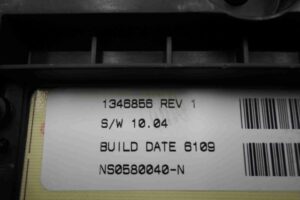 1346856 REV 1
S/W 10.04
BUILD DATE 6109
NS0580040-N